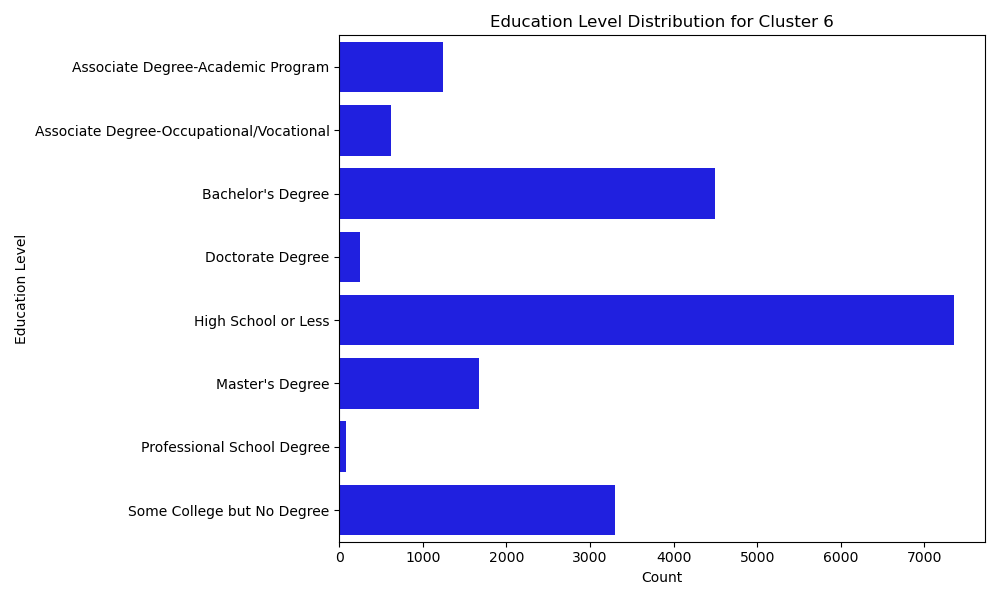 Education Level Distribution for Cluster 6
Education Level
Associate Degree-Academic Program
Associate Degree-Occupational/Vocational
Bachelor's Degree
Doctorate Degree
High School or Less
Master's Degree
Professional School Degree
Some College but No Degree
0 1000 2000 3000 4000 5000 6000 7000
Count